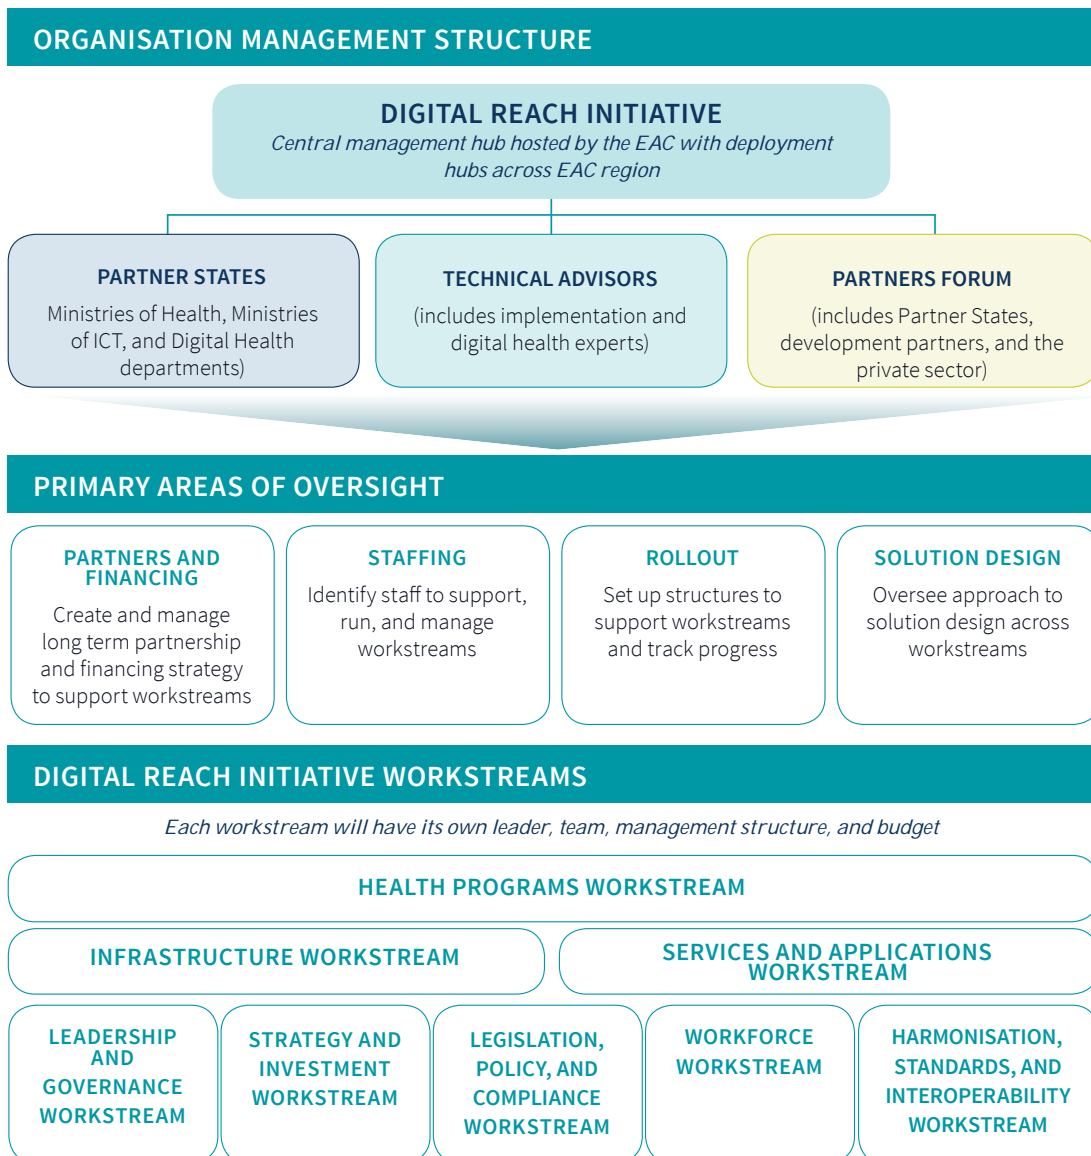 ORGANISATION MANAGEMENT STRUCTURE
DIGITAL REACH INITIATIVE
Central management hub hosted by the EAC with deployment
hubs across EAC region
PARTNER STATES
Ministries of Health, Ministries
of ICT, and Digital Health
departments)
TECHNICAL ADVISORS
(includes implementation and
digital health experts)
PARTNERS FORUM
(includes Partner States,
development partners, and the
private sector)
PRIMARY AREAS OF OVERSIGHT
PARTNERS AND
FINANCING
Create and manage
long term partnership
and financing strategy
to support workstreams
STAFFING
Identify staff to support,
run, and manage
workstreams
ROLLOUT
Set up structures to
support workstreams
and track progress
SOLUTION DESIGN
Oversee approach to
solution design across
workstreams
DIGITAL REACH INITIATIVE WORKSTREAMS
Each workstream will have its own leader, team, management structure, and budget
HEALTH PROGRAMS WORKSTREAM
INFRASTRUCTURE WORKSTREAM
SERVICES AND APPLICATIONS
WORKSTREAM
LEADERSHIP
AND
GOVERNANCE
WORKSTREAM
STRATEGY AND
INVESTMENT
WORKSTREAM
LEGISLATION,
POLICY, AND
COMPLIANCE
WORKSTREAM
WORKFORCE
WORKSTREAM
HARMONISATION,
STANDARDS, AND
INTEROPERABILITY
WORKSTREAM